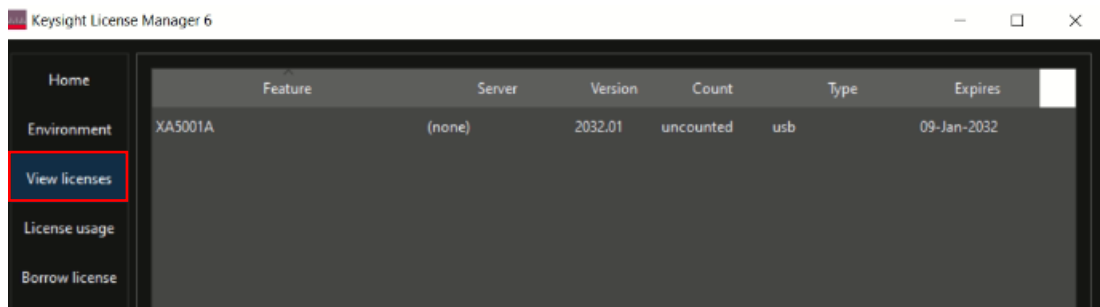 Keysight License Manager 6
Home
Environment
View licenses
License usage
Borrow license
Feature Server Version Count Type Expires
XA5001A (none) 2032.01 uncounted usb 09-Jan-2032